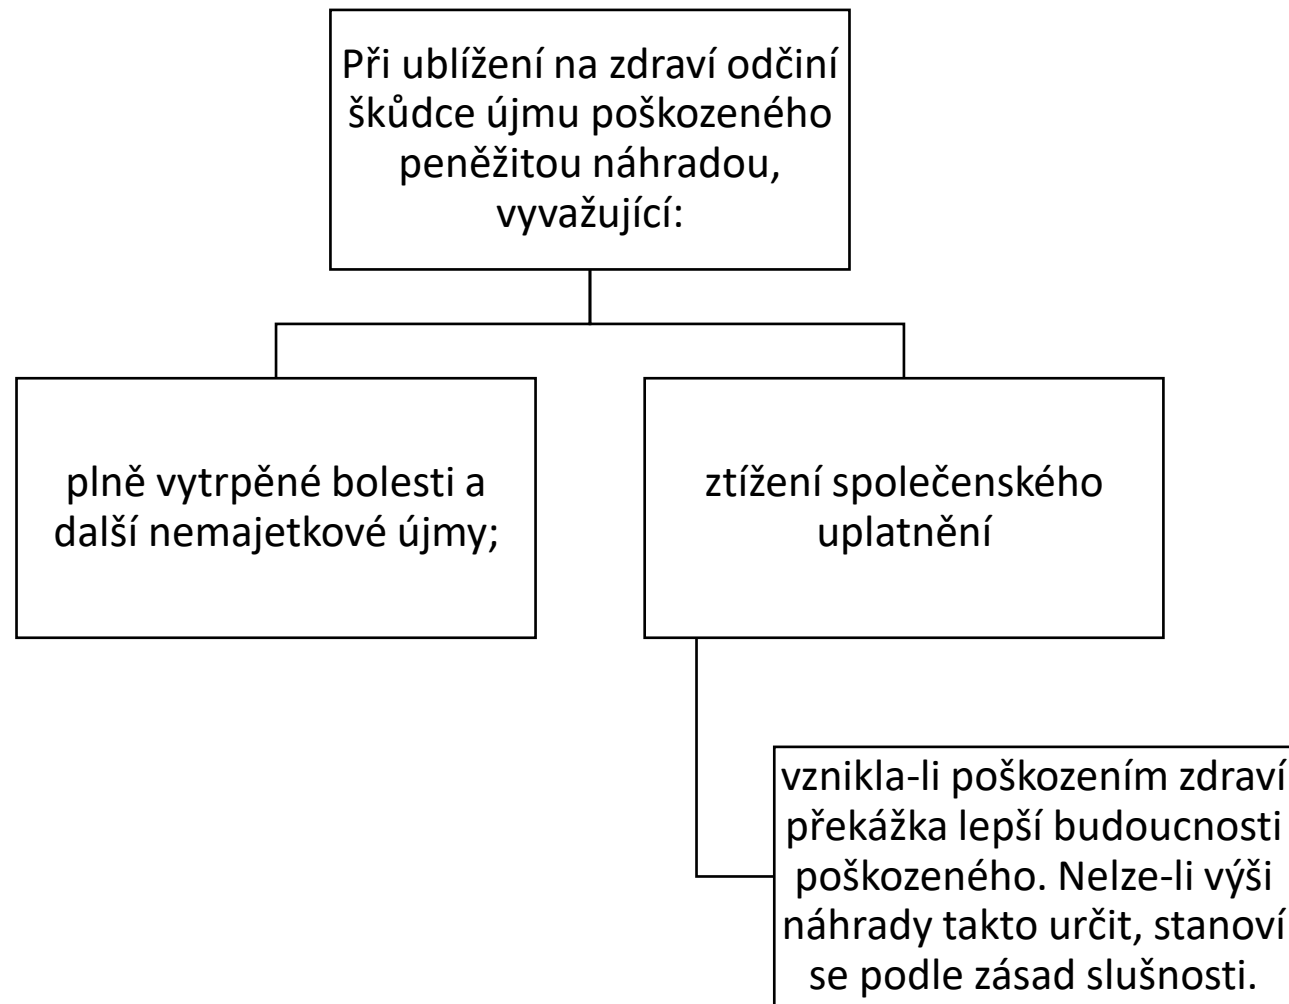 Při ublížení na zdraví odčiní
škůdce újmu poškozeného
peněžitou náhradou,
vyvažující:
plně vytrpěné bolesti a
další nemajetkové újmy;
ztížení společenského
uplatnění
vznikla-li poškozením zdraví
překážka lepší budoucnosti
poškozeného. Nelze-li výši
náhrady takto určit, stanoví
se podle zásad slušnosti.